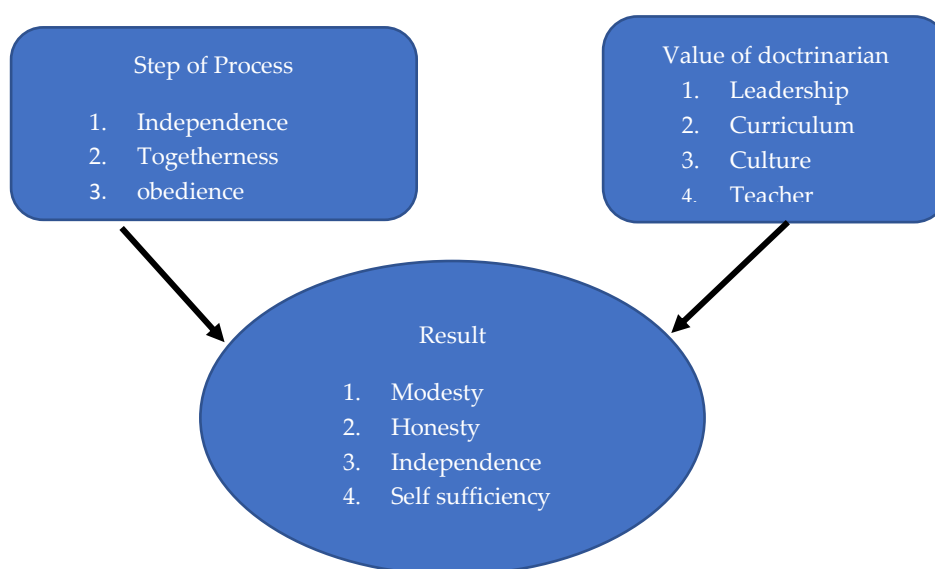 Step of Process
1. Independence
2. Togetherness
3. obedience
Value of doctrinarian
1. Leadership
2. Curriculum
3. Culture
4. Teacher
Result
1. Modesty
2. Honesty
3. Independence
4. Self sufficiency